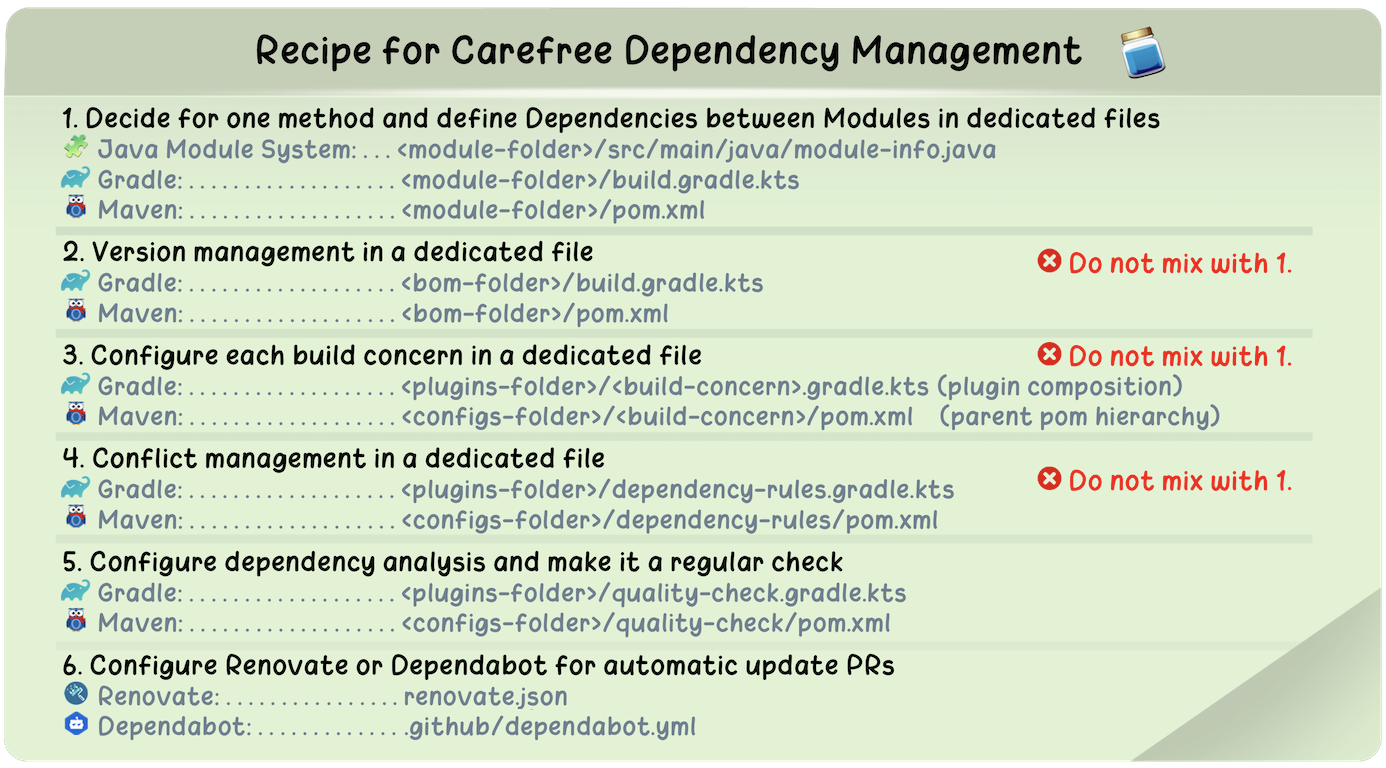 Recipe for Carefree Dependency Management
1. Decide for one method and define Dependencies between Modules in dedicated files
Java Module System: . . . <module-folder>/src/main/java/module-info.java
Gradle: . . . . . . . . . . . . . . . . . . . <module-folder>/build.gradle.kts
Maven: . . . . . . . . . . . . . . . . . . . <module-folder>/pom.xml
2. Version management in a dedicated file
Do not mix with 1.
Gradle: . . . . . . . . . . . . . . . . . . . <bom-folder>/build.gradle.kts
Maven: . . . . . . . . . . . . . . . . . . . <bom-folder>/pom.xml
3. Configure each build concern in a dedicated file
Do not mix with 1.
Gradle: . . . . . . . . . . . . . . . . . . . <plugins-folder>/<build-concern>.gradle.kts (plugin composition)
Maven: . . . . . . . . . . . . . . . . . . . <configs-folder>/<build-concern>/pom.xml (parent pom hierarchy)
4. Conflict management in a dedicated file
Do not mix with 1.
Gradle: . . . . . . . . . . . . . . . . . . . <plugins-folder>/dependency-rules.gradle.kts
Maven: . . . . . . . . . . . . . . . . . . . <configs-folder>/dependency-rules/pom.xml
5. Configure dependency analysis and make it a regular check
Gradle: . . . . . . . . . . . . . . . . . . . <plugins-folder>/quality-check.gradle.kts
Maven: . . . . . . . . . . . . . . . . . . . <configs-folder>/quality-check/pom.xml
6. Configure Renovate or Dependabot for automatic update PRs
Renovate: . . . . . . . . . . . . . . . . renovate.json
Dependabot: . . . . . . . . . . . . . .github/dependabot.yml